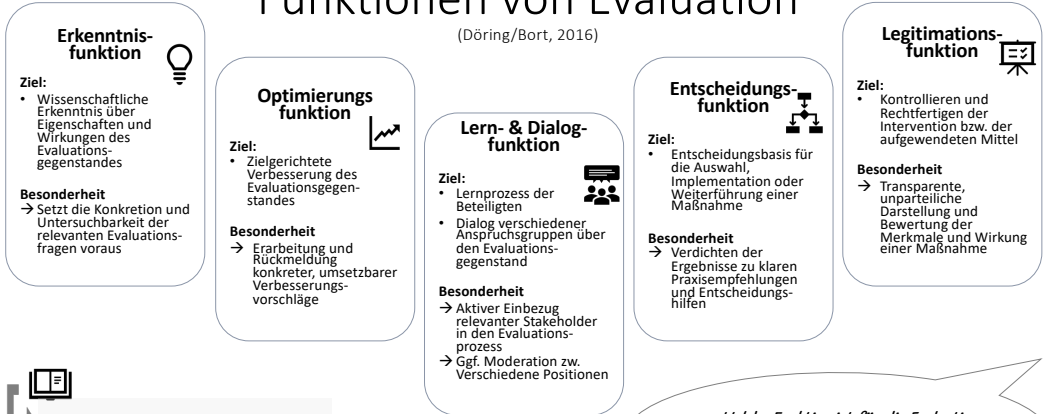 Funktionen von Evaluation
(Döring/Bort, 2016)
Erkenntnis-
funktion
Ziel:
• Wissenschaftliche
Erkenntnis über
Eigenschaften und
Wirkungen des
Evaluations-
gegenstandes
Besonderheit
→ Setzt die Konkretion und
Untersuchbarkeit der
relevanten Evaluations-
fragen voraus
Optimierungs
funktion
Ziel:
• Zielgerichtete
Verbesserung des
Evaluationsgegen-
standes
Besonderheit
→ Erarbeitung und
Rückmeldung
konkreter, umsetzbarer
Verbesserungs-
vorschläge
Lern- & Dialog-
funktion
Ziel:
• Lernprozess der
Beteiligten
• Dialog verschiedener
Anspruchsgruppen über
den Evaluations-
gegenstand
Besonderheit
→ Aktiver Einbezug
relevanter Stakeholder
in den Evaluations-
prozess
→ Ggf. Moderation zw.
Verschiedene Positionen
Entscheidungs-
funktion
Ziel:
• Entscheidungsbasis für
die Auswahl,
Implementation oder
Weiterführung einer
Maßnahme
Besonderheit
→ Verdichten der
Ergebnisse zu klaren
Praxisempfehlungen
und Entscheidungs-
hilfen
Legitimations-
funktion
Ziel:
• Kontrollieren und
Rechtfertigen der
Intervention bzw. der
aufgewendeten Mittel
Besonderheit
→ Transparente,
unparteiliche
Darstellung und
Bewertung der
Merkmale und Wirkung
einer Maßnahme